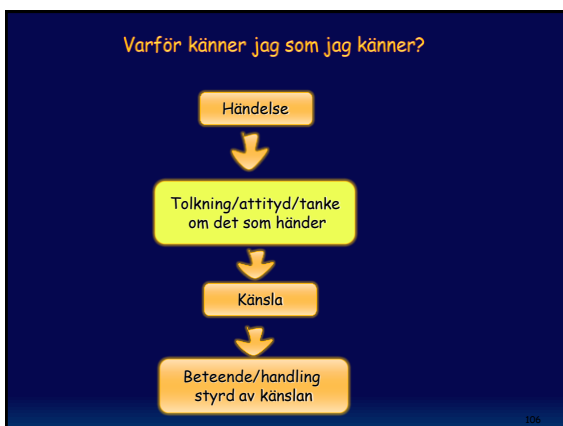 Varför känner jag som jag känner?
Händelse
Tolkning/attityd/tanke
om det som händer
Känsla
Beteende/handling
styrd av känslan
106